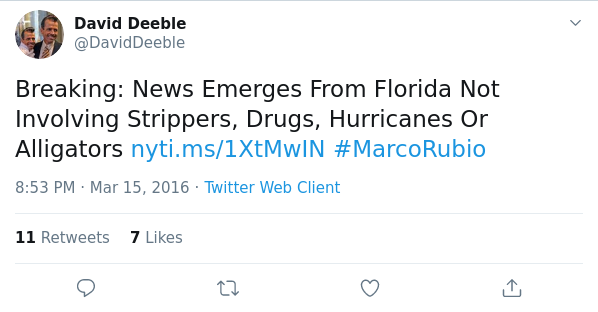 David Deeble
@DavidDeeble
Breaking: News Emerges From Florida Not
Involving Strippers, Drugs, Hurricanes Or
Alligators nyti.ms/1XtMwIN #MarcoRubio
8:53 PM · Mar 15, 2016 · Twitter Web Client
11 Retweets 7 Likes